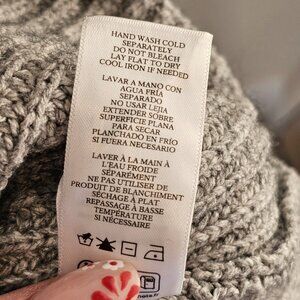 HAND WASH COLD
SEPARATELY
DO NOT BLEACH
LAY FLAT TO DRY
COOL IRON IF NEEDED
LAVAR A MANO CON
AGUA FRÍA
SEPARADO
NO USAR LEJIA
EXTENDER SOBRE
SUPERFICIE PLANA
PARA SECAR
PLANCHADO EN FRÍO
SI FUERA NECESARIO
LAVER À LA MAIN À
L'EAU FROIDE
SÉPARÉMENT
NE PAS UTILISER DE
PRODUIT DE BLANCHIMENT
SÉCHAGE À PLAT
REPASSAGE À BASSE
TEMPÉRATURE
SI NÉCESSAIRE